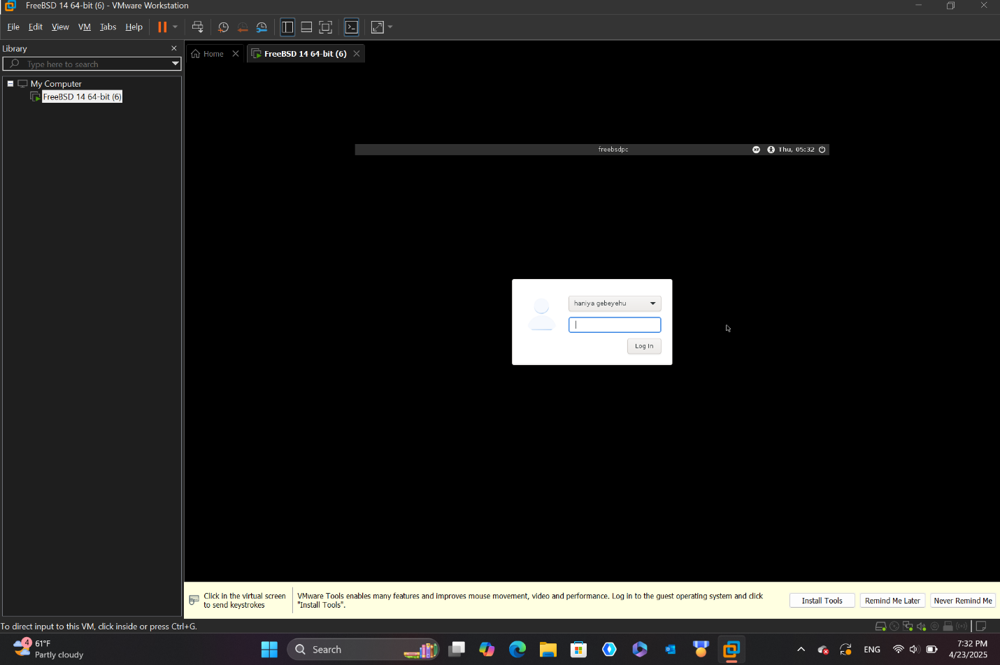 FreeBSD 14 64-bit (6) - VMware Workstation
File Edit View VM Tabs Help
Library
Home
FreeBSD 14 64-bit (6)
Type here to search
My Computer
FreeBSD 14 64-bit (6)
freebsdpc
Thu, 05:32
haniya gebeyehu
Log In
Click in the virtual screen
to send keystrokes
VMware Tools enables many features and improves mouse movement, video and performance. Log in to the guest operating system and click
"Install Tools".
Install Tools
Remind Me Later
Never Remind Me
To direct input to this VM, click inside or press Ctrl+G.
4
61°F
Partly cloudy
Search
ENG
7:32 PM
4/23/2025